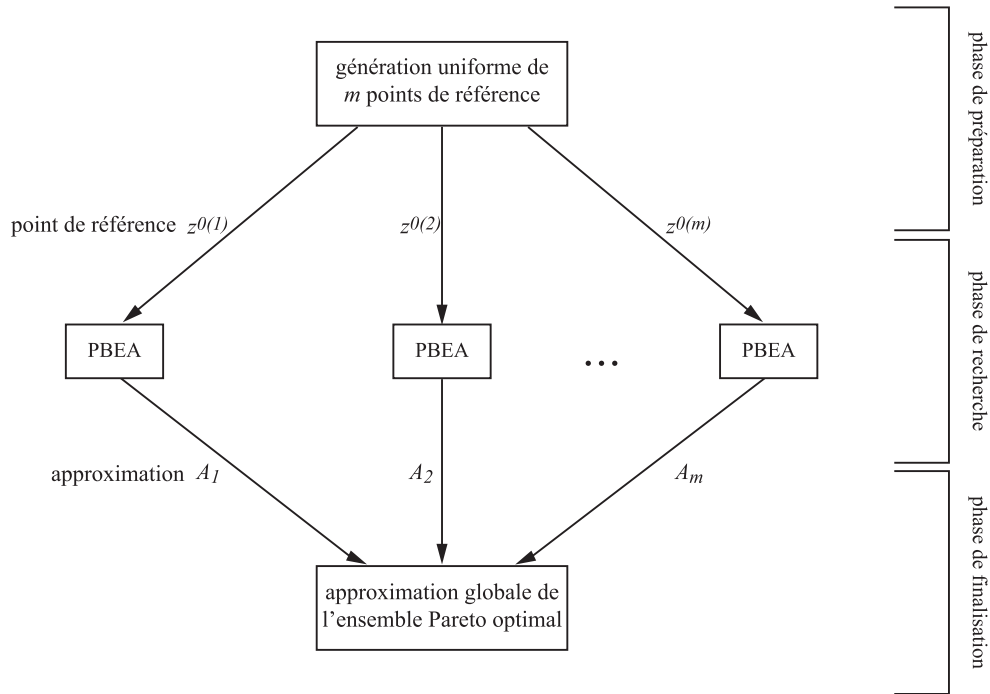 génération uniforme de
m points de référence
phase de préparation
point de référence z0(1)
z0(2)
z0(m)
PBEA
PBEA
...
PBEA
phase de recherche
approximation A1
A2
Am
approximation globale de
l’ensemble Pareto optimal
phase de finalisation